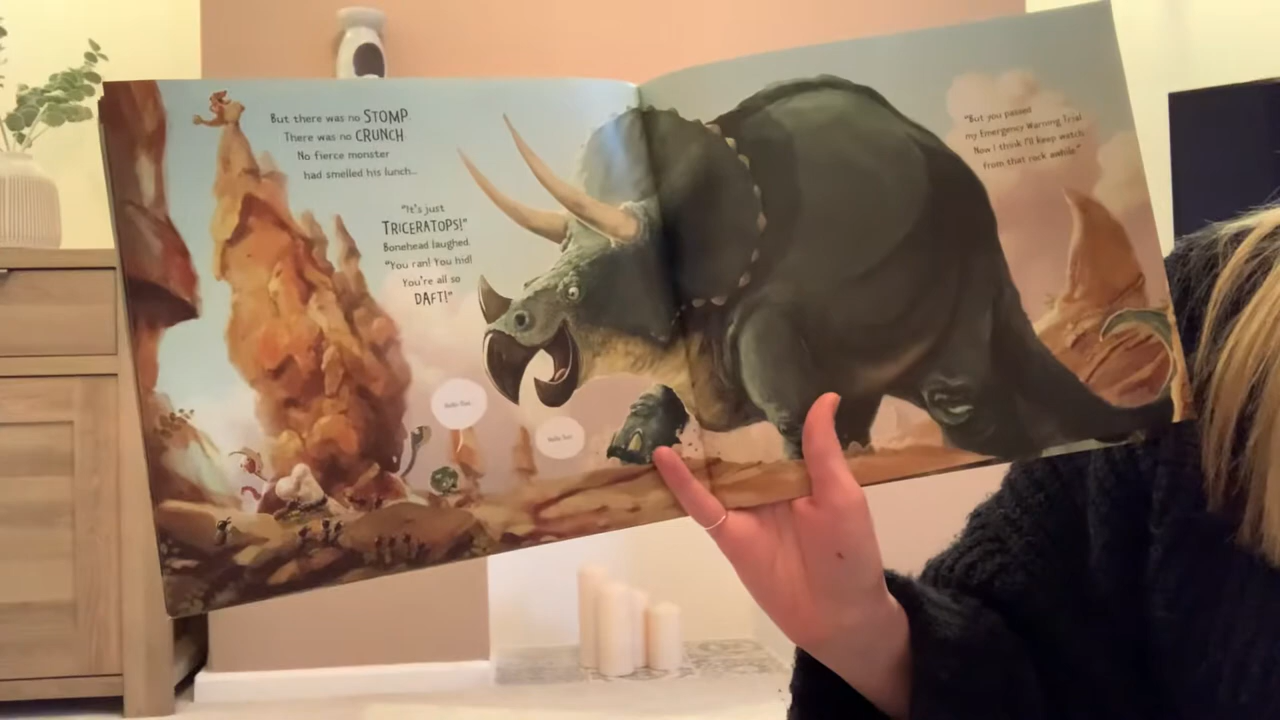 But there was no STOMP.
There was no CRUNCH.
No fierce monster
had smelled his lunch...
"It's just
TRICERATOPS!"
Bonehead laughed.
"You ran! You hid!
You're all so
DAFT!"
"But you passed
my Emergency Warning Trial.
Now I think I'll keep watch
from that rock awhile."